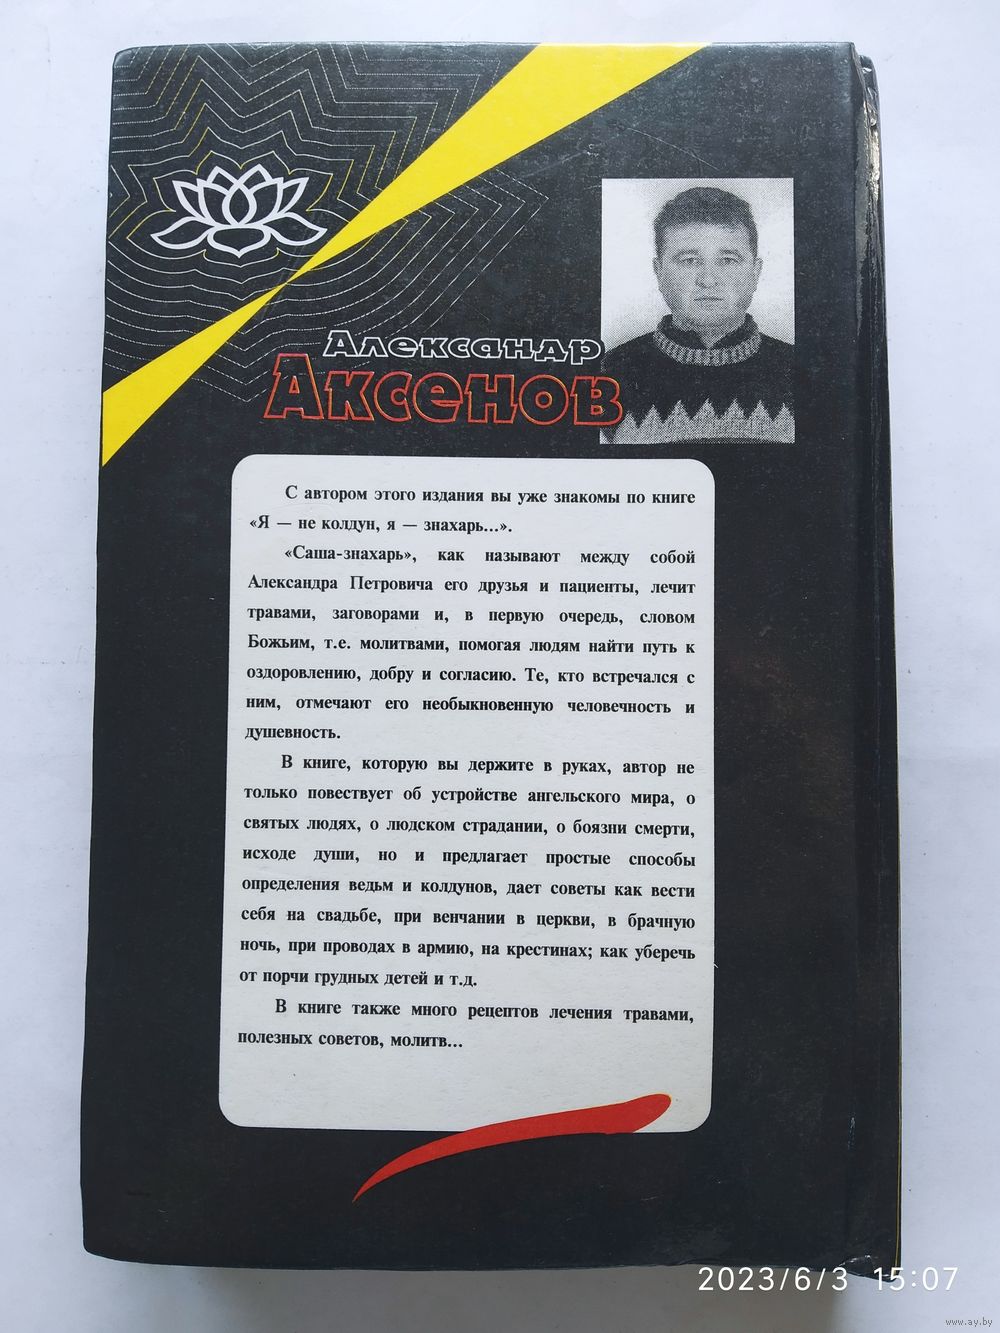 Александр
Аксенов
С автором этого издания вы уже знакомы по книге
«Я — не колдун, я — знахарь...».
«Саша-знахарь», как называют между собой
Александра Петровича его друзья и пациенты, лечит
травами, заговорами и, в первую очередь, словом
Божьим, т.е. молитвами, помогая людям найти путь к
оздоровлению, добру и согласию. Те, кто встречался с
ним, отмечают его необыкновенную человечность и
душевность.
В книге, которую вы держите в руках, автор не
только повествует об устройстве ангельского мира, о
святых людях, о людском страдании, о боязни смерти,
исходе души, но и предлагает простые способы
определения ведьм и колдунов, дает советы как вести
себя на свадьбе, при венчании в церкви, в брачную
ночь, при проводах в армию, на крестинах; как уберечь
от порчи грудных детей и т.д.
В книге также много рецептов лечения травами,
полезных советов, молитв...
2023/6/3 15:07
www.ay.by